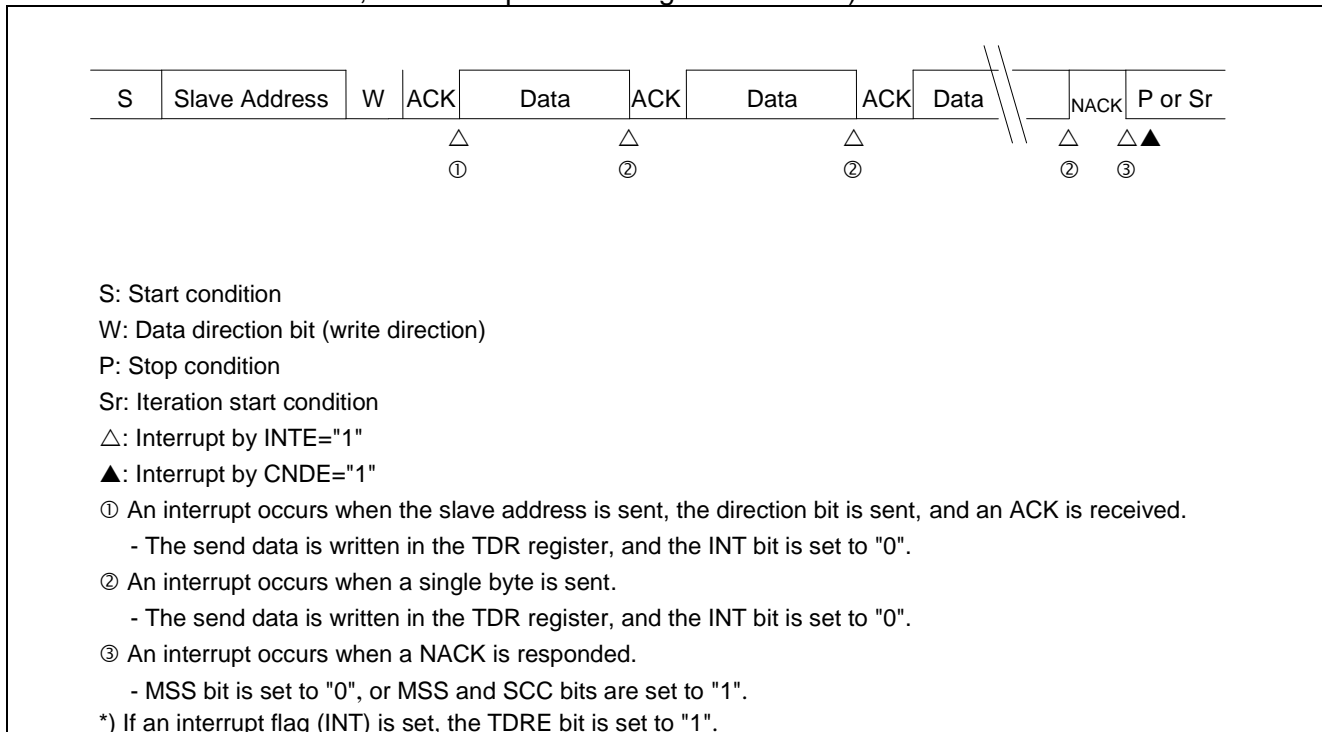 S Slave Address W ACK Data ACK Data ACK Data NACK P or Sr
△ △ △ △ △▲
① ② ② ② ③
S: Start condition
W: Data direction bit (write direction)
P: Stop condition
Sr: Iteration start condition
△: Interrupt by INTE="1"
▲: Interrupt by CNDE="1"
① An interrupt occurs when the slave address is sent, the direction bit is sent, and an ACK is received.
- The send data is written in the TDR register, and the INT bit is set to "0".
② An interrupt occurs when a single byte is sent.
- The send data is written in the TDR register, and the INT bit is set to "0".
③ An interrupt occurs when a NACK is responded.
- MSS bit is set to "0", or MSS and SCC bits are set to "1".
*) If an interrupt flag (INT) is set, the TDRE bit is set to "1".